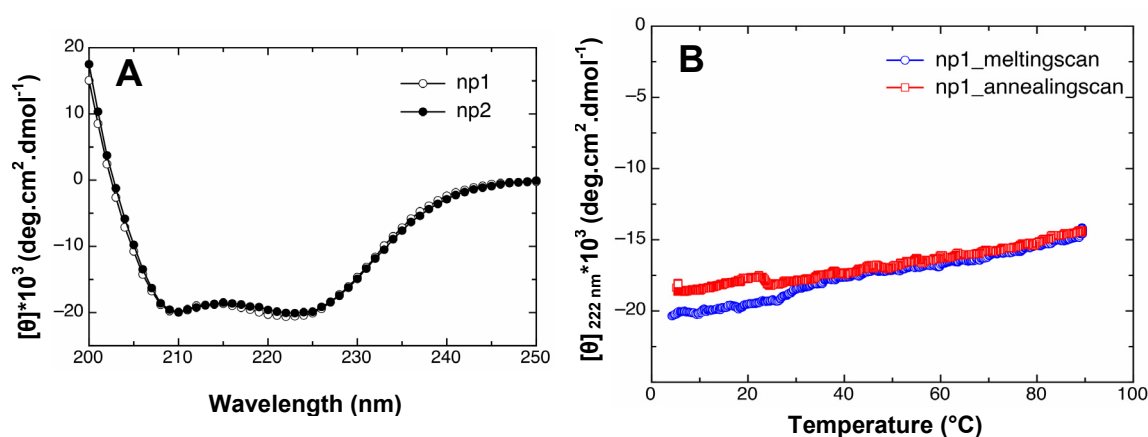 A
np1
np2
20
10
0
−10
−20
−30
200 210 220 230 240 250
[θ]*10³ (deg.cm².dmol⁻¹)
Wavelength (nm)
B
np1_meltingscan
np1_annealingscan
0
−5
−10
−15
−20
0 20 40 60 80 100
[θ] 222 nm*10³ (deg.cm².dmol⁻¹)
Temperature (°C)